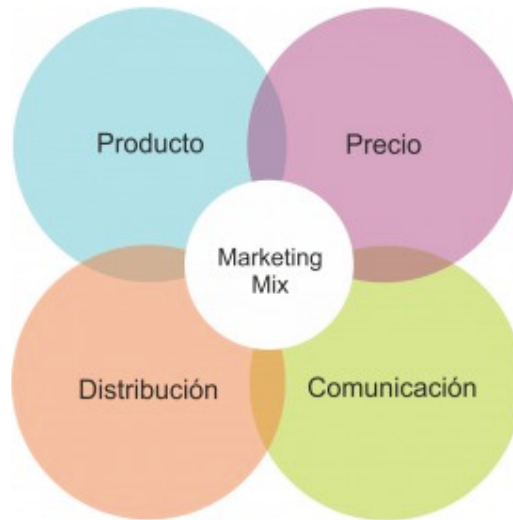 Producto
Precio
Marketing
Mix
Distribución
Comunicación